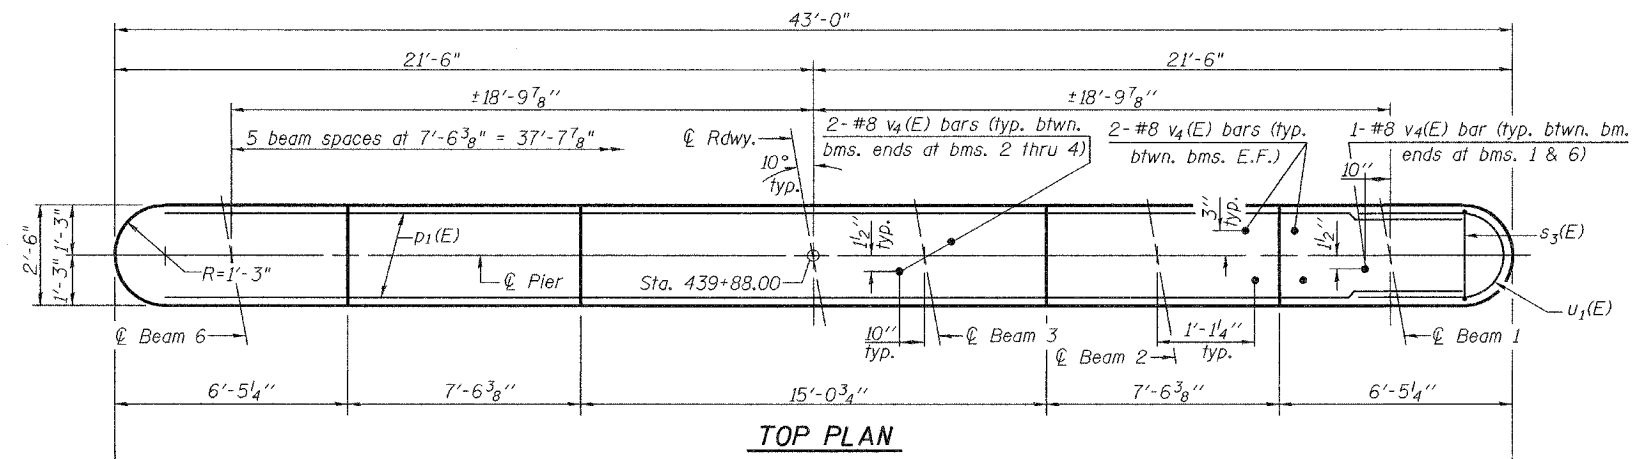 43'-0"
21'-6"
21'-6"
±18'-9⅞"
±18'-9⅞"
5 beam spaces at 7'-6⅜" = 37'-7⅞"
℄ Rdwy.
10°
typ.
2- #8 v4(E) bars (typ. btwn.
bms. ends at bms. 2 thru 4)
2- #8 v4(E) bars (typ.
btwn. bms. E.F.)
1- #8 v4(E) bar (typ. btwn. bm.
ends at bms. 1 & 6)
10"
2'-6"
1'-3"
1'-3"
R=1'-3"
p1(E)
℄ Pier
Sta. 439+88.00
1½"
typ.
3"
typ.
1½"
s3(E)
u1(E)
℄ Beam 6
10"
typ.
℄ Beam 3
℄ Beam 2
1'-1¼"
typ.
℄ Beam 1
6'-5¼"
7'-6⅜"
15'-0¾"
7'-6⅜"
6'-5¼"
TOP PLAN